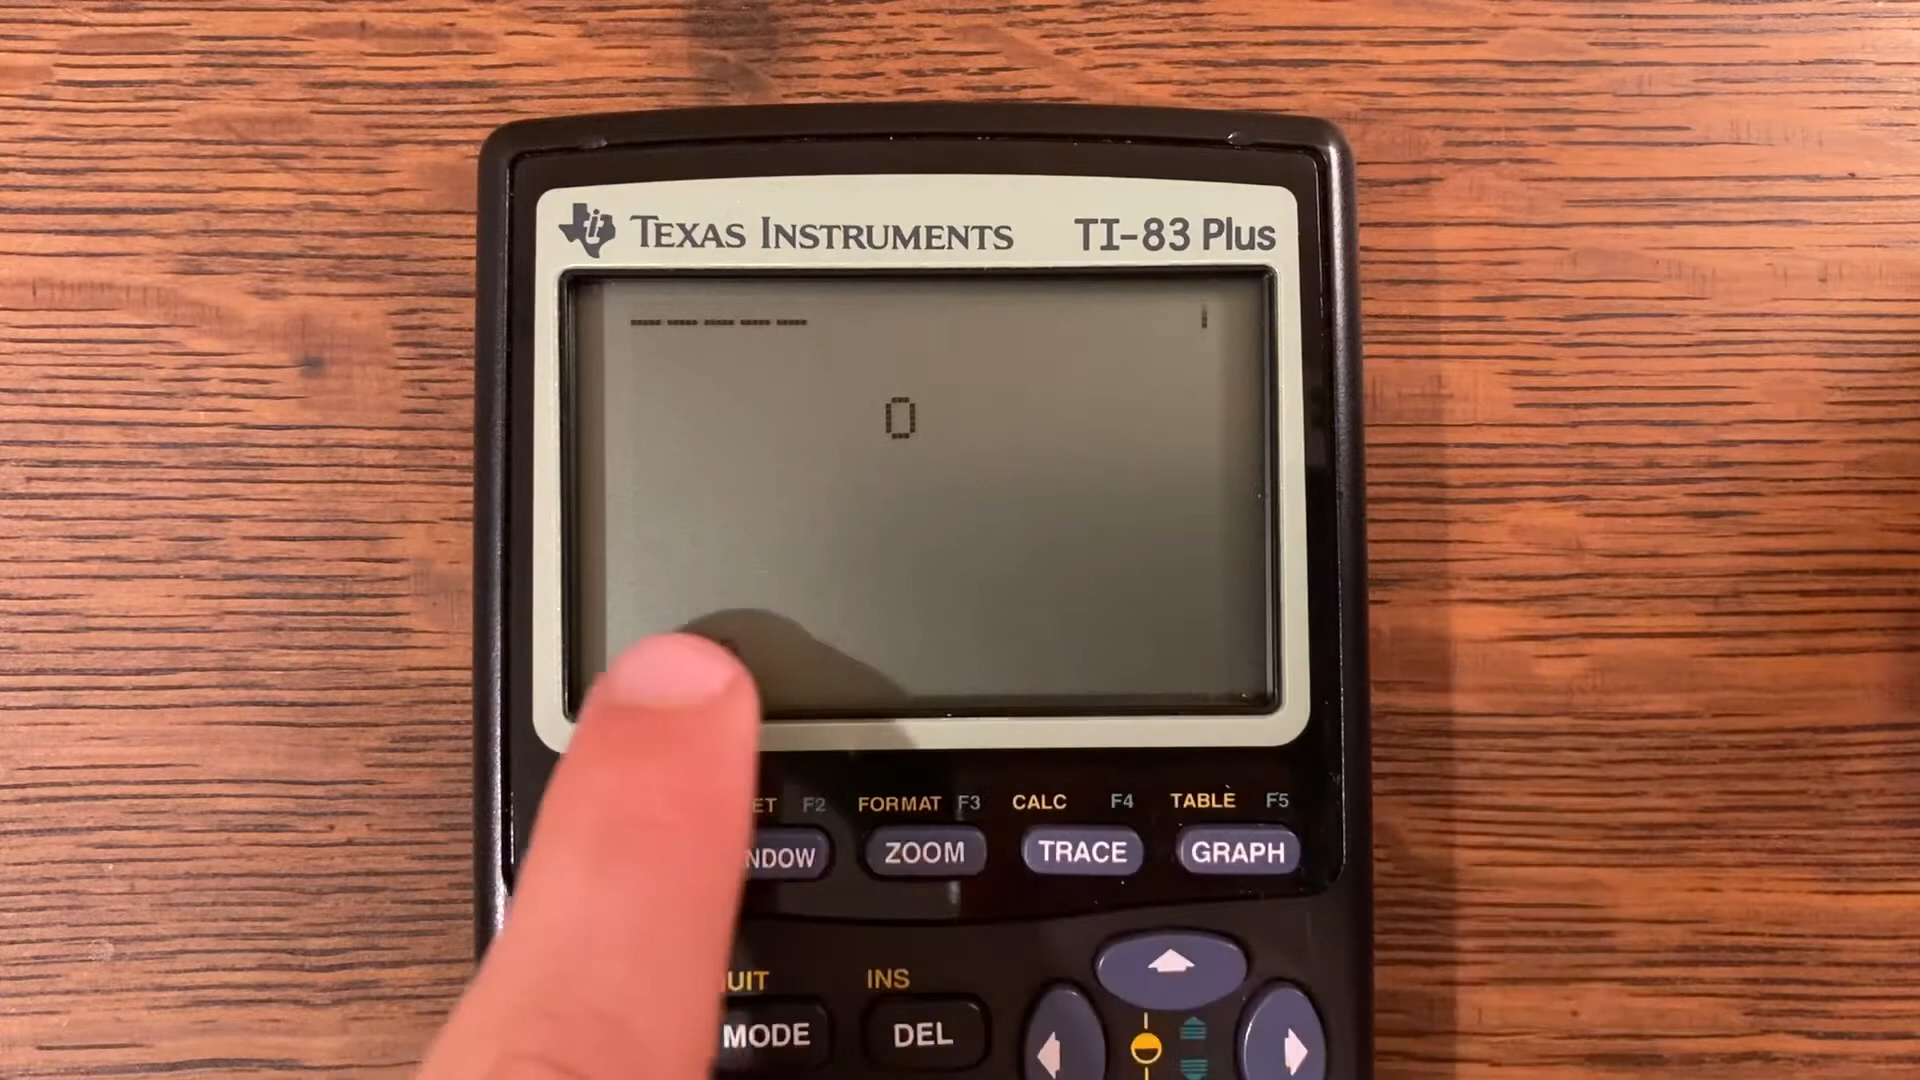 TEXAS INSTRUMENTS TI-83 Plus
-----
0
F2 FORMAT F3 CALC F4 TABLE F5
ZOOM TRACE GRAPH
INS
MODE DEL